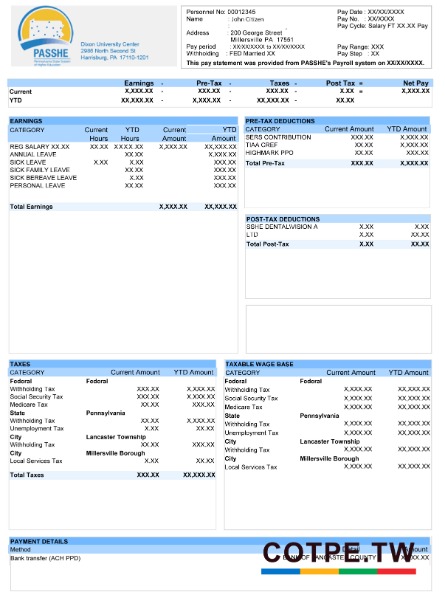 PASSHE
Dixon University Center
2986 North Second St
Harrisburg, PA 17110-1201
Personnel No: 00012345
Name : John Citizen
Address : 200 George Street
Millersville PA. 17561
Pay period : XX/XX/XXXX to XX/XX/XXXX
Withholding : FED Married XX
Pay Date : XX/XX/XXXX
Pay No. : XX/XXXX
Pay Cycle: Salary FT XX.XX Pay
Pay Range: XXX
Pay Step : XX
This pay statement was provided from PASSHE's Payroll system on XX/XX/XXXX.
Earnings - Pre-Tax - Taxes - Post Tax = Net Pay
Current X,XXX.XX - XXX.XX - XXX.XX - X.XX = X,XXX.XX
YTD XX,XXX.XX - X,XXX.XX - XX,XXX.XX - XX.XX
EARNINGS
CATEGORY Current Hours YTD Hours Current Amount YTD Amount
REG SALARY XX.XX XX.XX XXXX.XX X,XXX.XX XX,XXX.XX
ANNUAL LEAVE XX.XX X,XXX.XX
SICK LEAVE X.XX XX.XX XXX.XX
SICK FAMILY LEAVE XX.XX XXX.XX
SICK BEREAVE LEAVE XX.XX XXX.XX
PERSONAL LEAVE XX.XX XXX.XX
Total Earnings X,XXX.XX XX,XXX.XX
PRE-TAX DEDUCTIONS
CATEGORY Current Amount YTD Amount
SERS CONTRIBUTION XXX.XX X,XXX.XX
TIAA CREF XX.XX X,XXX.XX
HIGHMARK PPO XX.XX XXX.XX
Total Pre-Tax XXX.XX X,XXX.XX
POST-TAX DEDUCTIONS
SSHE DENTAL/VISION A X.XX X.XX
LTD X.XX XX.XX
Total Post-Tax X.XX XX.XX
TAXES
CATEGORY Current Amount YTD Amount
Federal Federal
Withholding Tax XXX.XX X,XXX.XX
Social Security Tax XXX.XX X,XXX.XX
Medicare Tax XX.XX XXX.XX
State Pennsylvania
Withholding Tax XXX.XX X,XXX.XX
Unemployment Tax X.XX XX.XX
City Lancaster Township
Withholding Tax XX.XX XXX.XX
City Millersville Borough
Local Services Tax X.XX XX.XX
Total Taxes XXX.XX XX,XXX.XX
TAXABLE WAGE BASE
CATEGORY Current Amount YTD Amount
Federal Federal
Withholding Tax X,XXX.XX XX,XXX.XX
Social Security Tax X,XXX.XX XX,XXX.XX
Medicare Tax X,XXX.XX XX,XXX.XX
State Pennsylvania
Withholding Tax X,XXX.XX XX,XXX.XX
Unemployment Tax X,XXX.XX XX,XXX.XX
City Lancaster Township
Withholding Tax X,XXX.XX XX,XXX.XX
City Millersville Borough
Local Services Tax X,XXX.XX XX,XXX.XX
PAYMENT DETAILS
Method Detail Amount
Bank transfer (ACH PPD) BANK OF LANCASTER COUNTY
COTPE.TW